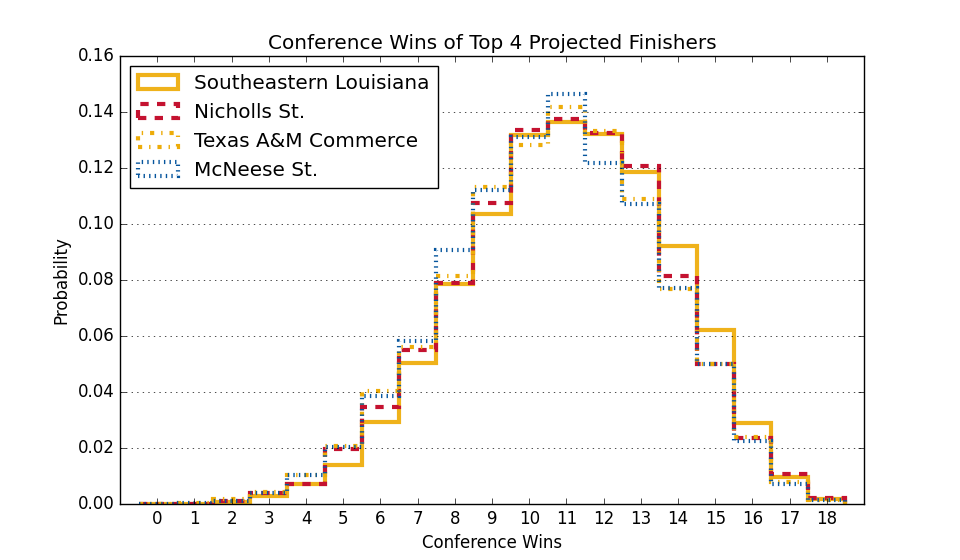 Conference Wins of Top 4 Projected Finishers
0.16
0.14
0.12
0.10
0.08
0.06
0.04
0.02
0.00
Probability
Southeastern Louisiana
Nicholls St.
Texas A&M Commerce
McNeese St.
0 1 2 3 4 5 6 7 8 9 10 11 12 13 14 15 16 17 18
Conference Wins